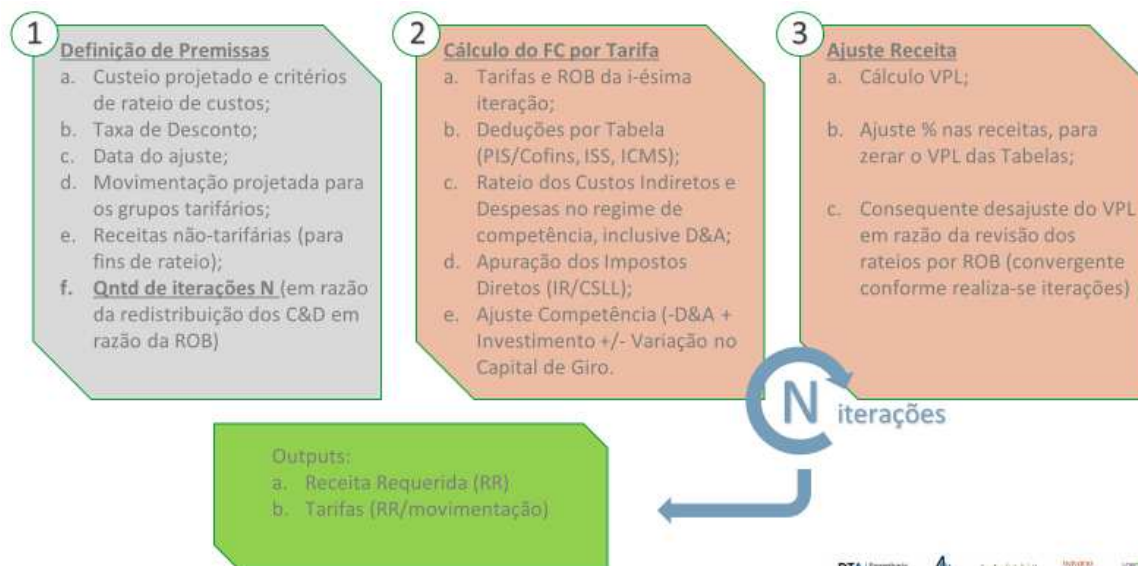 1
Definição de Premissas
a. Custeio projetado e critérios
de rateio de custos;
b. Taxa de Desconto;
c. Data do ajuste;
d. Movimentação projetada para
os grupos tarifários;
e. Receitas não-tarifárias (para
fins de rateio);
f. Qntd de iterações N (em razão
da redistribuição dos C&D em
razão da ROB)
2
Cálculo do FC por Tarifa
a. Tarifas e ROB da i-ésima
iteração;
b. Deduções por Tabela
(PIS/Cofins, ISS, ICMS);
c. Rateio dos Custos Indiretos e
Despesas no regime de
competência, inclusive D&A;
d. Apuração dos Impostos
Diretos (IR/CSLL);
e. Ajuste Competência (-D&A +
Investimento +/- Variação no
Capital de Giro.
3
Ajuste Receita
a. Cálculo VPL;
b. Ajuste % nas receitas, para
zerar o VPL das Tabelas;
c. Consequente desajuste do VPL
em razão da revisão dos
rateios por ROB (convergente
conforme realiza-se iterações)
N iterações
Outputs:
a. Receita Requerida (RR)
b. Tarifas (RR/movimentação)